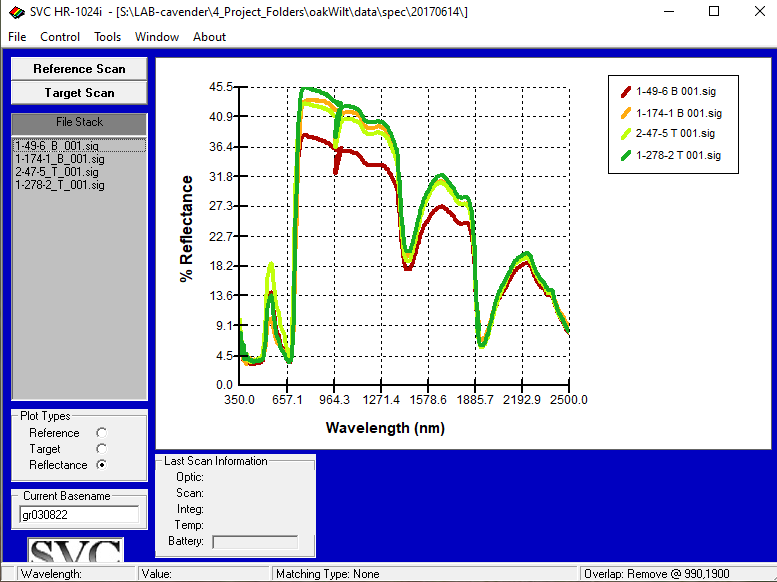 SVC HR-1024i - [S:\LAB-cavender\4_Project_Folders\oakWilt\data\spec\20170614\]
File Control Tools Window About
Reference Scan
Target Scan
File Stack
1-49-6_B_001.sig
1-174-1_B_001.sig
2-47-5_T_001.sig
1-278-2_T_001.sig
Plot Types
Reference
Target
Reflectance
Current Basename
gr030822
SVC
% Reflectance
45.5
40.9
36.4
31.8
27.3
22.7
18.2
13.6
9.1
4.5
0.0
350.0 657.1 964.3 1271.4 1578.6 1885.7 2192.9 2500.0
Wavelength (nm)
1-49-6 B 001.sig
1-174-1 B 001.sig
2-47-5 T 001.sig
1-278-2 T 001.sig
Last Scan Information
Optic:
Scan:
Integ:
Temp:
Battery:
Wavelength: Value: Matching Type: None Overlap: Remove @ 990,1900